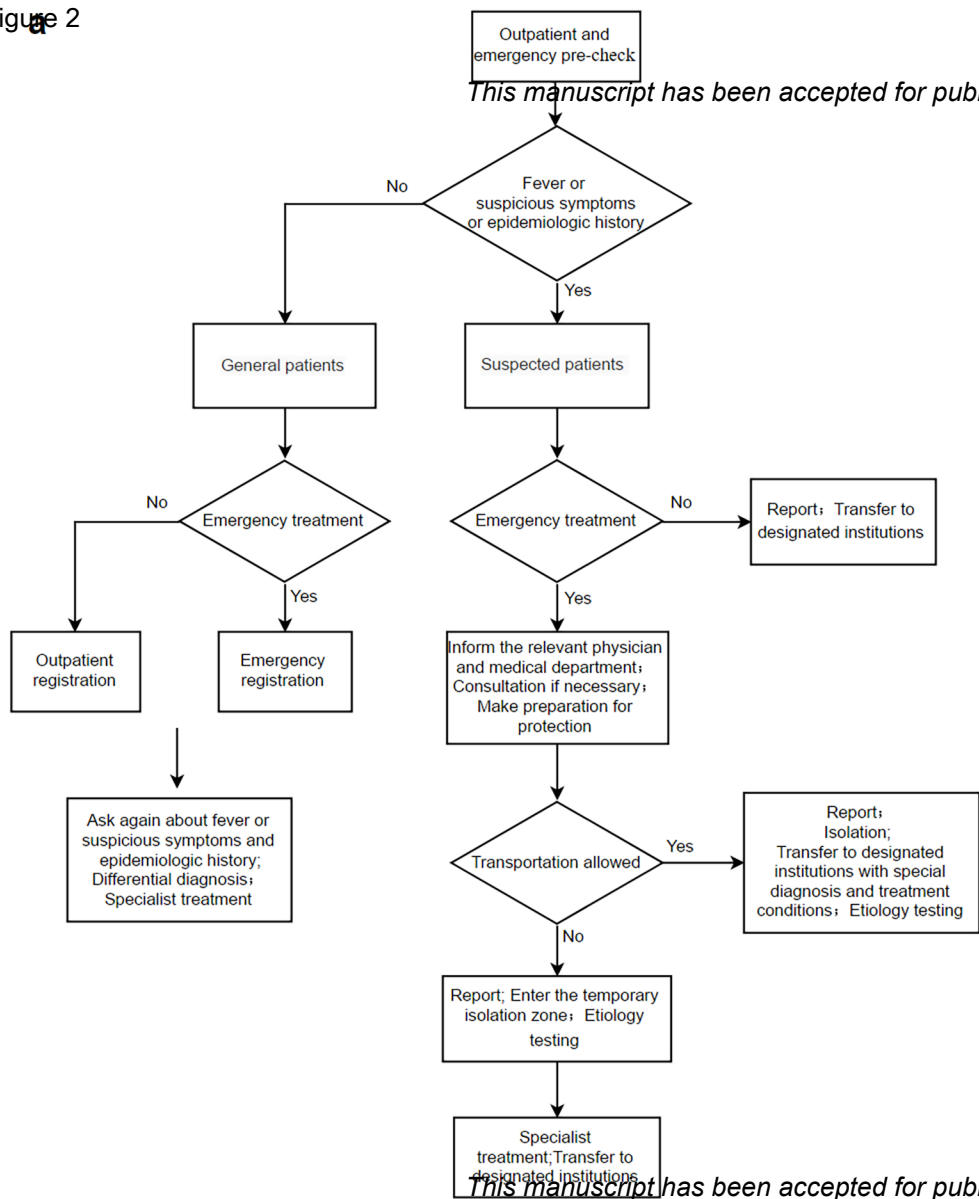 igure 2
a
Outpatient and
emergency pre-check
This manuscript has been accepted for publ
Fever or
suspicious symptoms
or epidemiologic history
No
Yes
General patients
Suspected patients
No
Emergency treatment
Yes
Emergency treatment
No
Report；Transfer to
designated institutions
Yes
Outpatient
registration
Emergency
registration
Inform the relevant physician
and medical department；
Consultation if necessary；
Make preparation for
protection
Ask again about fever or
suspicious symptoms and
epidemiologic history;
Differential diagnosis；
Specialist treatment
Transportation allowed
Yes
Report；
Isolation;
Transfer to designated
institutions with special
diagnosis and treatment
conditions；Etiology testing
No
Report; Enter the temporary
isolation zone；Etiology
testing
Specialist
treatment;Transfer to
designated institutions
This manuscript has been accepted for publ